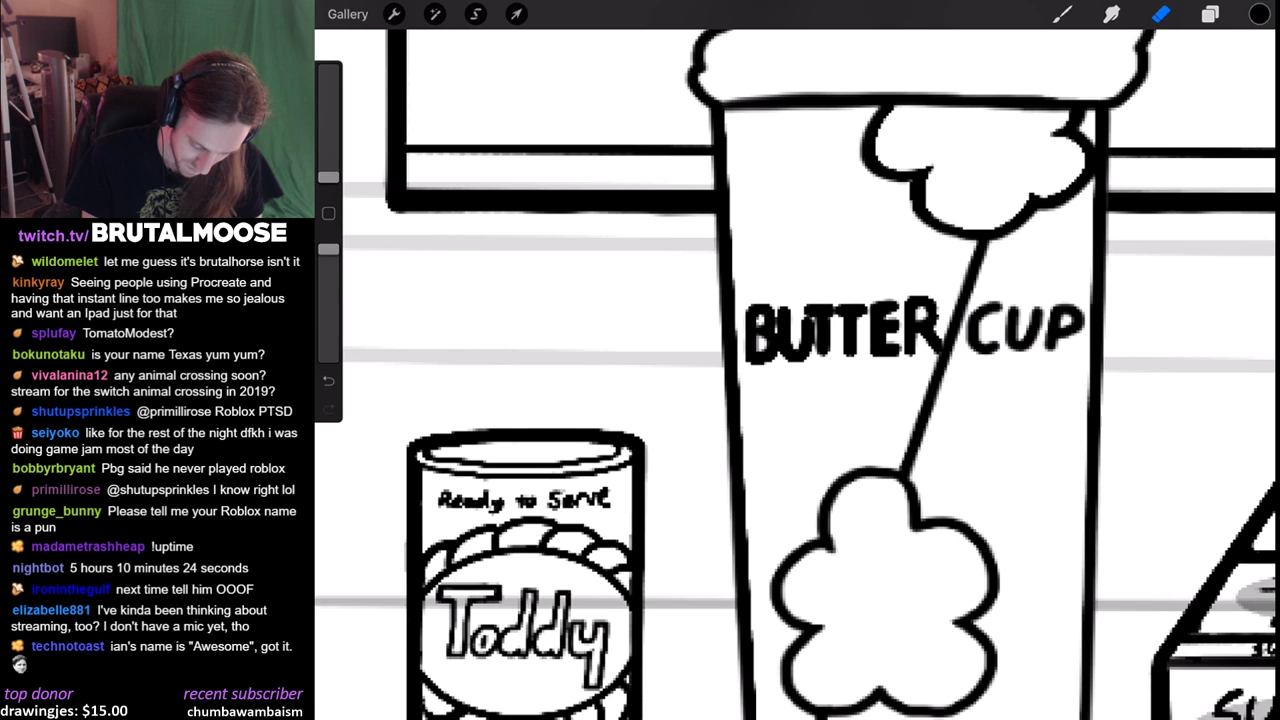 Gallery
twitch.tv/BRUTALMOOSE
wildomelet let me guess it's brutalhorse isn't it
kinkyray Seeing people using Procreate and
having that instant line too makes me so jealous
and want an Ipad just for that
splufay TomatoModest?
bokunotaku is your name Texas yum yum?
vivalanina12 any animal crossing soon?
stream for the switch animal crossing in 2019?
shutupsprinkles @primillirose Roblox PTSD
seiyoko like for the rest of the night dfkh i was
doing game jam most of the day
bobbyrbryant Pbg said he never played roblox
primillirose @shutupsprinkles I know right lol
grunge_bunny Please tell me your Roblox name
is a pun
madametrashheap !uptime
nightbot 5 hours 10 minutes 24 seconds
ironinthegulf next time tell him OOOF
elizabelle881 I've kinda been thinking about
streaming, too? I don't have a mic yet, tho
technotoast ian's name is "Awesome", got it.
top donor
drawingjes: $15.00
recent subscriber
chumbawambaism
BUTTER CUP
Ready to Serve
Toddy